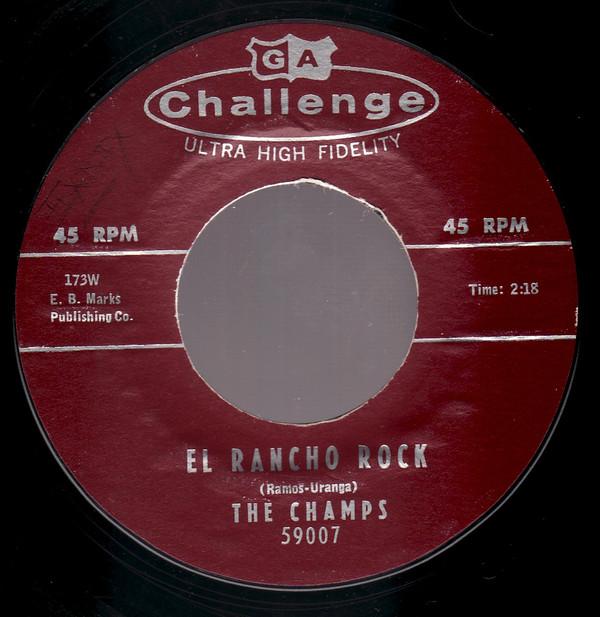 GA
Challenge
ULTRA HIGH FIDELITY
45 RPM
45 RPM
173W
E. B. Marks
Publishing Co.
Time: 2:18
EL RANCHO ROCK
(Ramos-Uranga)
THE CHAMPS
59007